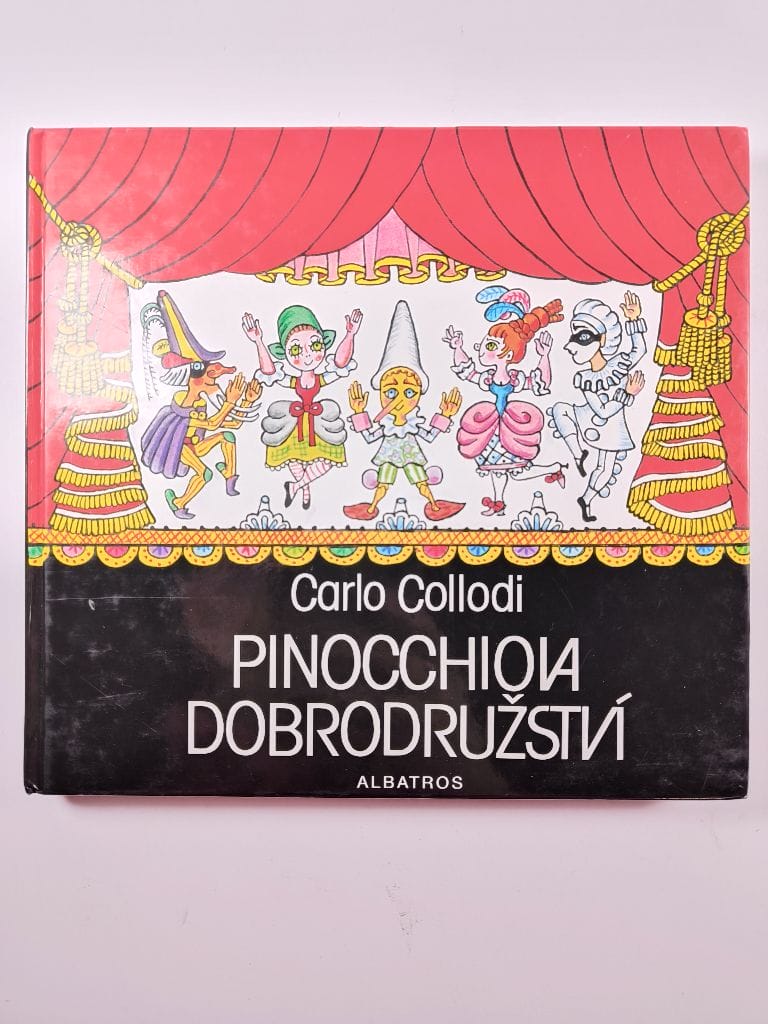 Carlo Collodi
PINOCCHIOVA
DOBRODRUŽSTVÍ
ALBATROS